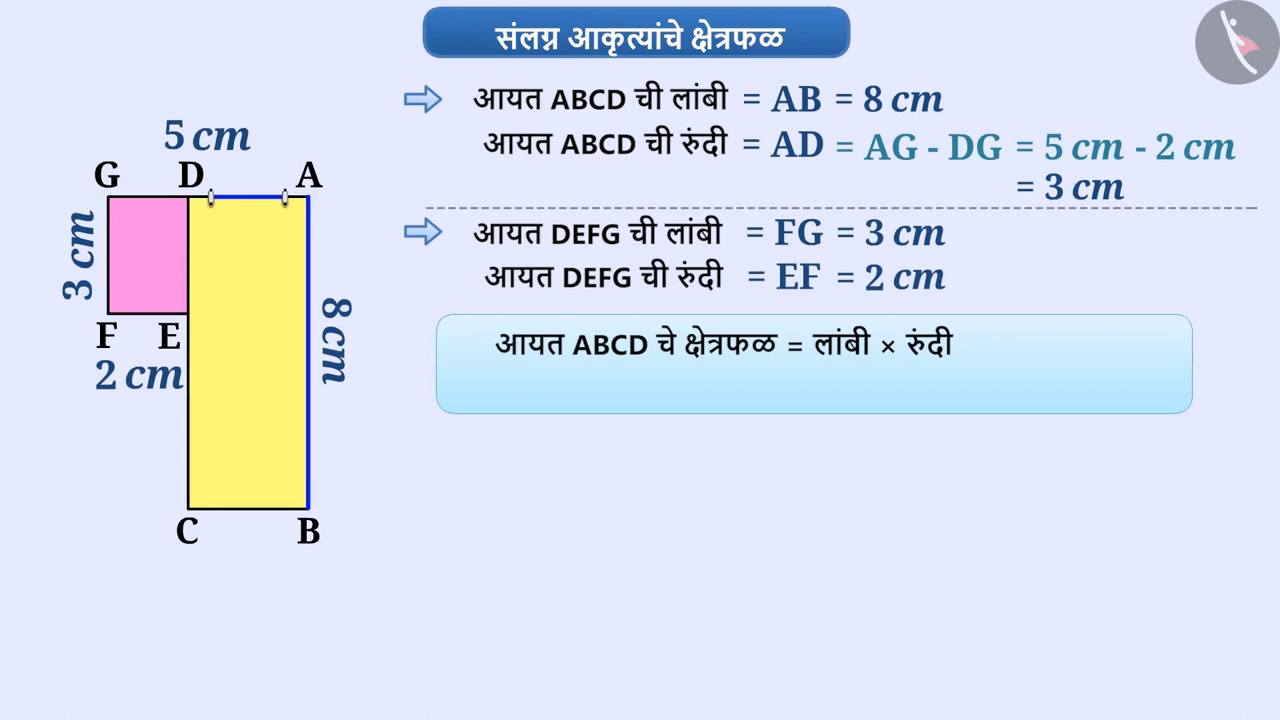 संलग्न आकृत्यांचे क्षेत्रफळ
5 cm
G D A
3 cm
8 cm
F E
2 cm
C B
आयत ABCD ची लांबी = AB = 8 cm
आयत ABCD ची रुंदी = AD = AG - DG = 5 cm - 2 cm
= 3 cm
आयत DEFG ची लांबी = FG = 3 cm
आयत DEFG ची रुंदी = EF = 2 cm
आयत ABCD चे क्षेत्रफळ = लांबी × रुंदी